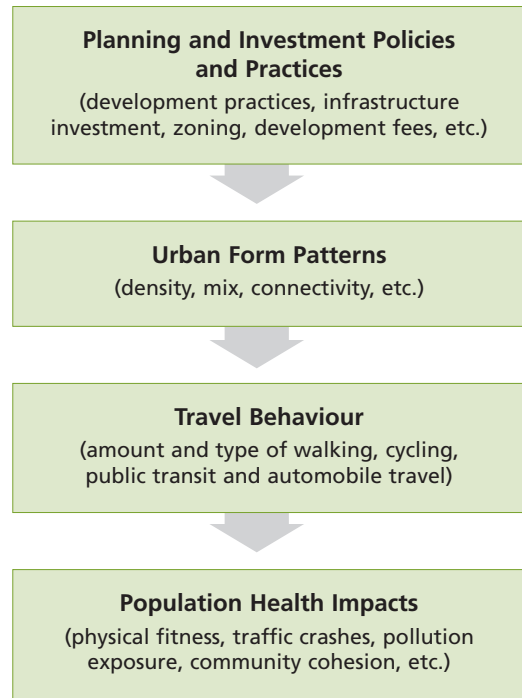 Planning and Investment Policies
and Practices
(development practices, infrastructure
investment, zoning, development fees, etc.)
Urban Form Patterns
(density, mix, connectivity, etc.)
Travel Behaviour
(amount and type of walking, cycling,
public transit and automobile travel)
Population Health Impacts
(physical fitness, traffic crashes, pollution
exposure, community cohesion, etc.)